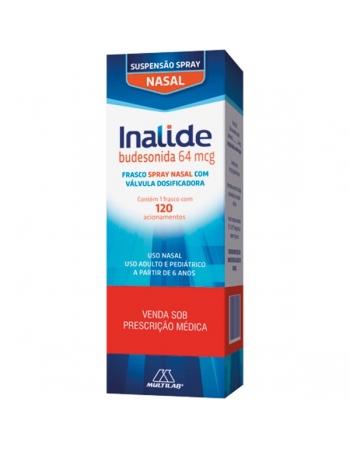 SUSPENSÃO SPRAY
NASAL
Inalide
budesonida 64 mcg
FRASCO SPRAY NASAL COM
VÁLVULA DOSIFICADORA
Contém 1 frasco com
120
acionamentos
USO NASAL
USO ADULTO E PEDIÁTRICO
A PARTIR DE 6 ANOS
VENDA SOB
PRESCRIÇÃO MÉDICA
MULTILAB